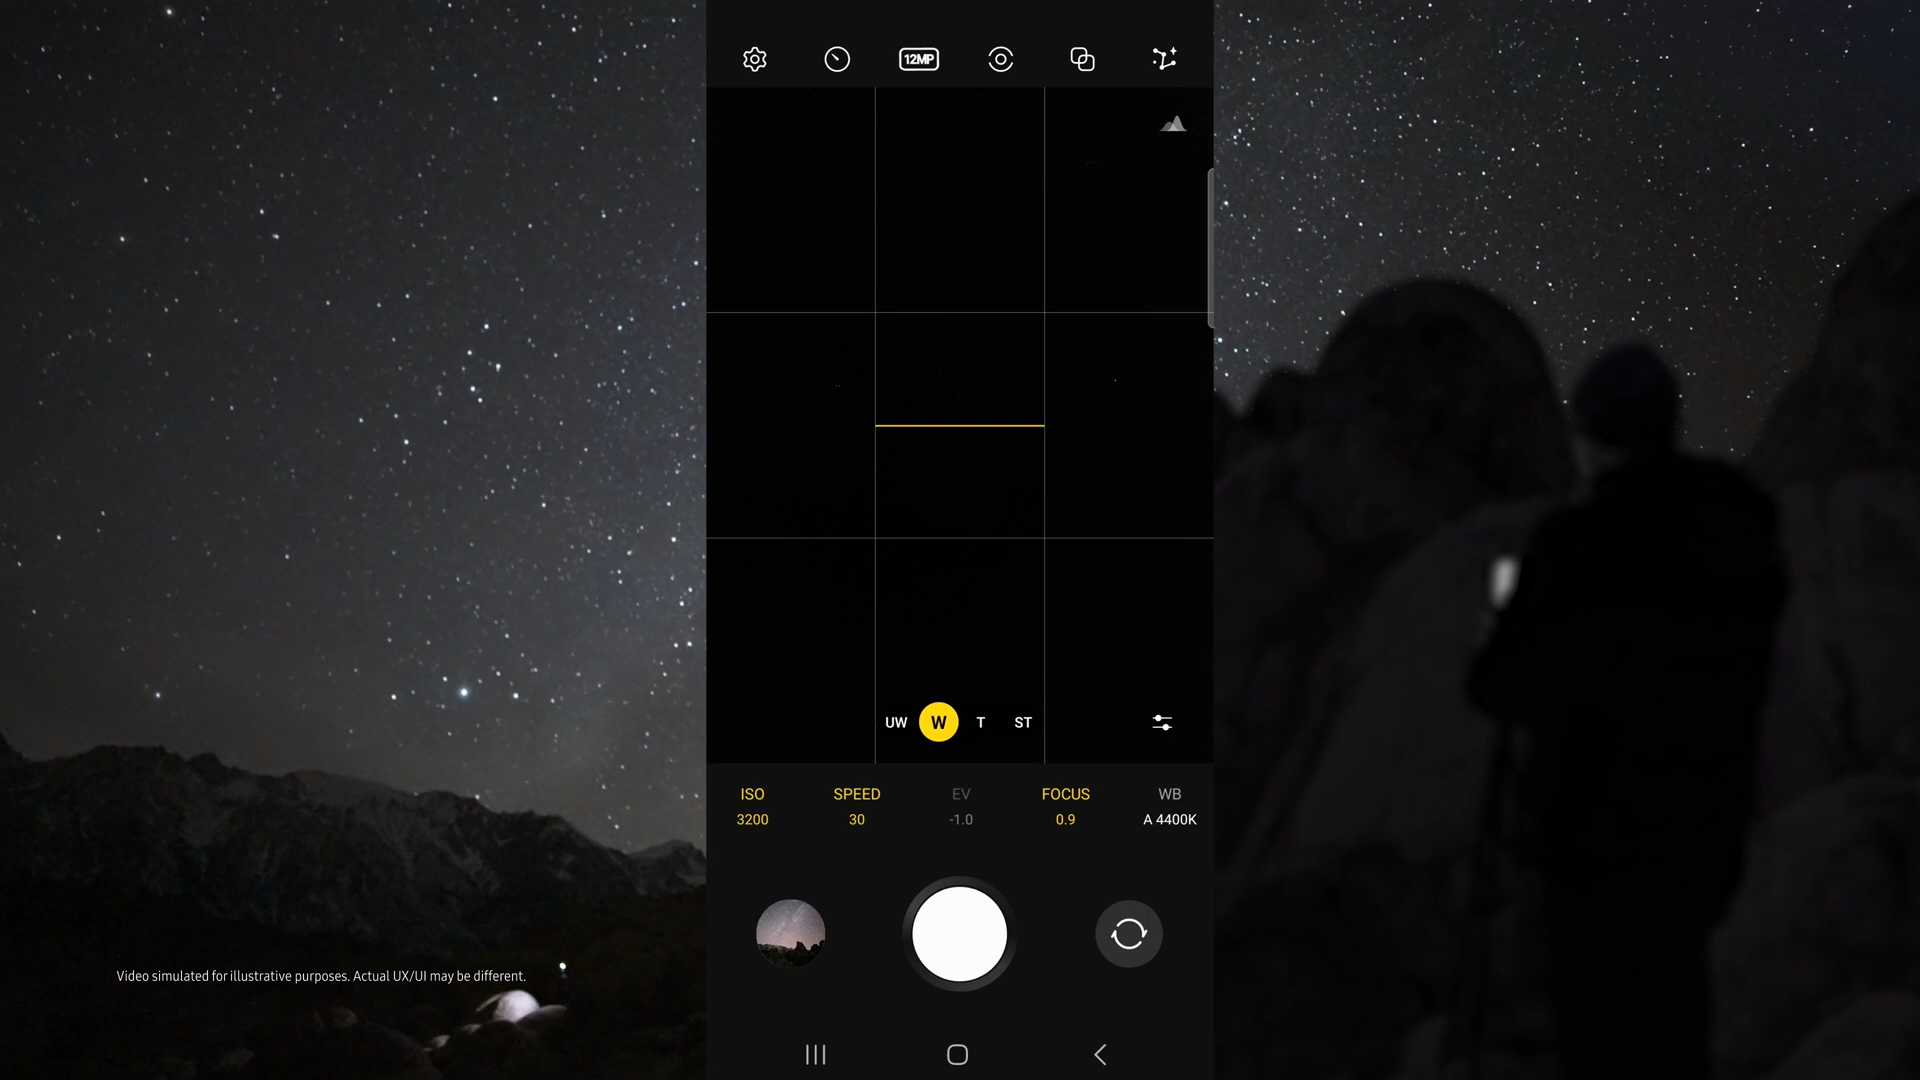 12MP
UW W T ST
ISO SPEED EV FOCUS WB
3200 30 -1.0 0.9 A 4400K
Video simulated for illustrative purposes. Actual UX/UI may be different.